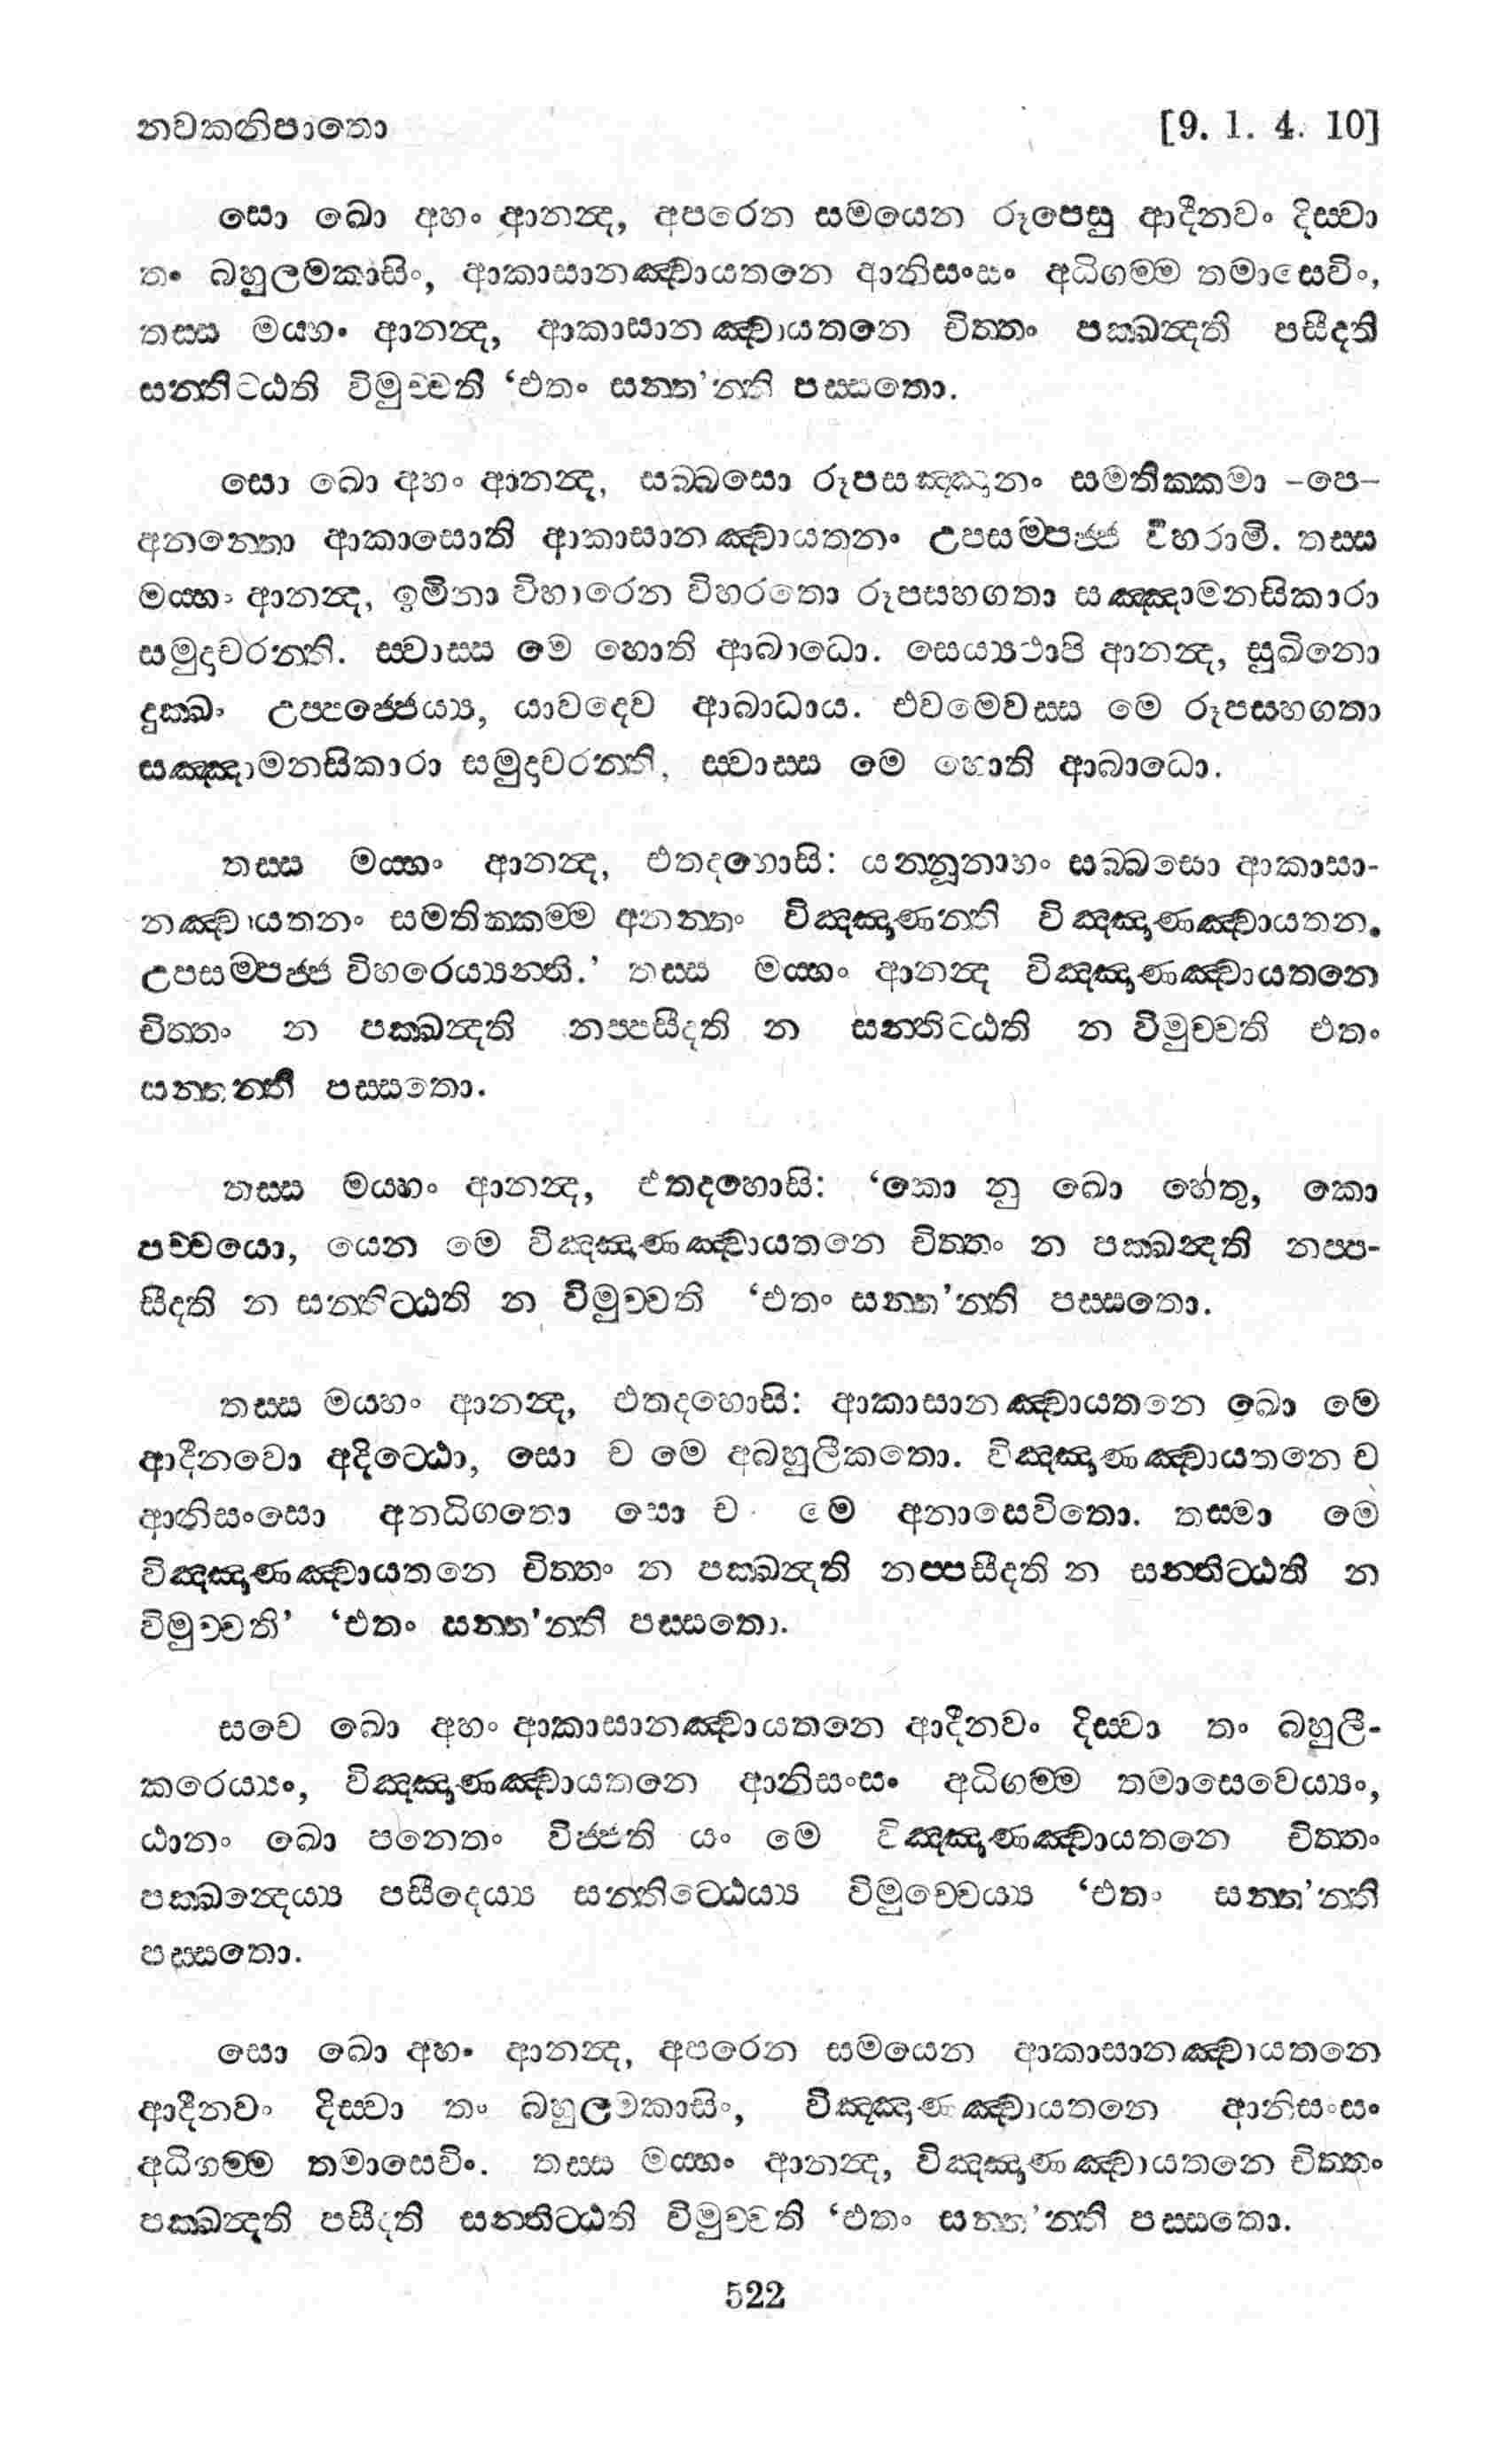 නවකනිපාතො [9. 1. 4. 10]
සො ඛො අහං ආනන්ද, අපරෙන සමයෙන රූපෙසු ආදීනවං දිස්වා
තං බහුලමකාසිං, ආකාසානඤ්චායතනෙ ආනිසංසං අධිගම්ම තමාසෙවිං,
තස්ස මය්හං ආනන්ද, ආකාසානඤ්චායතනෙ චිත්තං පක්ඛන්දති පසීදති
සන්තිට්ඨති විමුච්චති ‘එතං සන්ත’න්ති පස්සතො.
සො ඛො අහං ආනන්ද, සබ්බසො රූපසඤ්ඤානං සමතික්කමා -පෙ-
අනන්තො ආකාසොති ආකාසානඤ්චායතනං උපසම්පජ්ජ විහරාමි. තස්ස
මය්හං ආනන්ද, ඉමිනා විහාරෙන විහරතො රූපසහගතා සඤ්ඤාමනසිකාරා
සමුදාචරන්ති. ස්වාස්ස මෙ හොති ආබාධො. සෙය්‍යථාපි ආනන්ද, සුඛිනො
දුක්ඛං උප්පජ්ජෙය්‍ය, යාවදෙව ආබාධාය. එවමෙවස්ස මෙ රූපසහගතා
සඤ්ඤාමනසිකාරා සමුදාචරන්ති, ස්වාස්ස මෙ හොති ආබාධො.
තස්ස මය්හං ආනන්ද, එතදහොසි: යන්නූනාහං සබ්බසො ආකාසා-
නඤ්චායතනං සමතික්කම්ම අනන්තං විඤ්ඤාණන්ති විඤ්ඤාණඤ්චායතනං
උපසම්පජ්ජ විහරෙය්‍යන්ති.’ තස්ස මය්හං ආනන්ද විඤ්ඤාණඤ්චායතනෙ
චිත්තං න පක්ඛන්දති නප්පසීදති න සන්තිට්ඨති න විමුච්චති එතං
සන්තන්ති පස්සතො.
තස්ස මය්හං ආනන්ද, එතදහොසි: ‘කො නු ඛො හේතු, කො
පච්චයො, යෙන මෙ විඤ්ඤාණඤ්චායතනෙ චිත්තං න පක්ඛන්දති නප්ප-
සීදති න සන්තිට්ඨති න විමුච්චති ‘එතං සන්ත’න්ති පස්සතො.
තස්ස මය්හං ආනන්ද, එතදහොසි: ආකාසානඤ්චායතනෙ ඛො මෙ
ආදීනවො අදිට්ඨො, සො ච මෙ අබහුලීකතො. විඤ්ඤාණඤ්චායතනෙ ච
ආනිසංසො අනධිගතො සො ච මෙ අනාසෙවිතො. තස්මා මෙ
විඤ්ඤාණඤ්චායතනෙ චිත්තං න පක්ඛන්දති නප්පසීදති න සන්තිට්ඨති න
විමුච්චති’ ‘එතං සන්ත’න්ති පස්සතො.
සචෙ ඛො අහං ආකාසානඤ්චායතනෙ ආදීනවං දිස්වා තං බහුලී-
කරෙය්‍යං, විඤ්ඤාණඤ්චායතනෙ ආනිසංසං අධිගම්ම තමාසෙවෙය්‍යං,
ඨානං ඛො පනෙතං විජ්ජති යං මෙ විඤ්ඤාණඤ්චායතනෙ චිත්තං
පක්ඛන්දෙය්‍ය පසීදෙය්‍ය සන්තිට්ඨෙය්‍ය විමුච්චෙය්‍ය ‘එතං සන්ත’න්ති
පස්සතො.
සො ඛො අහං ආනන්ද, අපරෙන සමයෙන ආකාසානඤ්චායතනෙ
ආදීනවං දිස්වා තං බහුලමකාසිං, විඤ්ඤාණඤ්චායතනෙ ආනිසංසං
අධිගම්ම තමාසෙවිං. තස්ස මය්හං ආනන්ද, විඤ්ඤාණඤ්චායතනෙ චිත්තං
පක්ඛන්දති පසීදති සන්තිට්ඨති විමුච්චති ‘එතං සන්ත’න්ති පස්සතො.
522